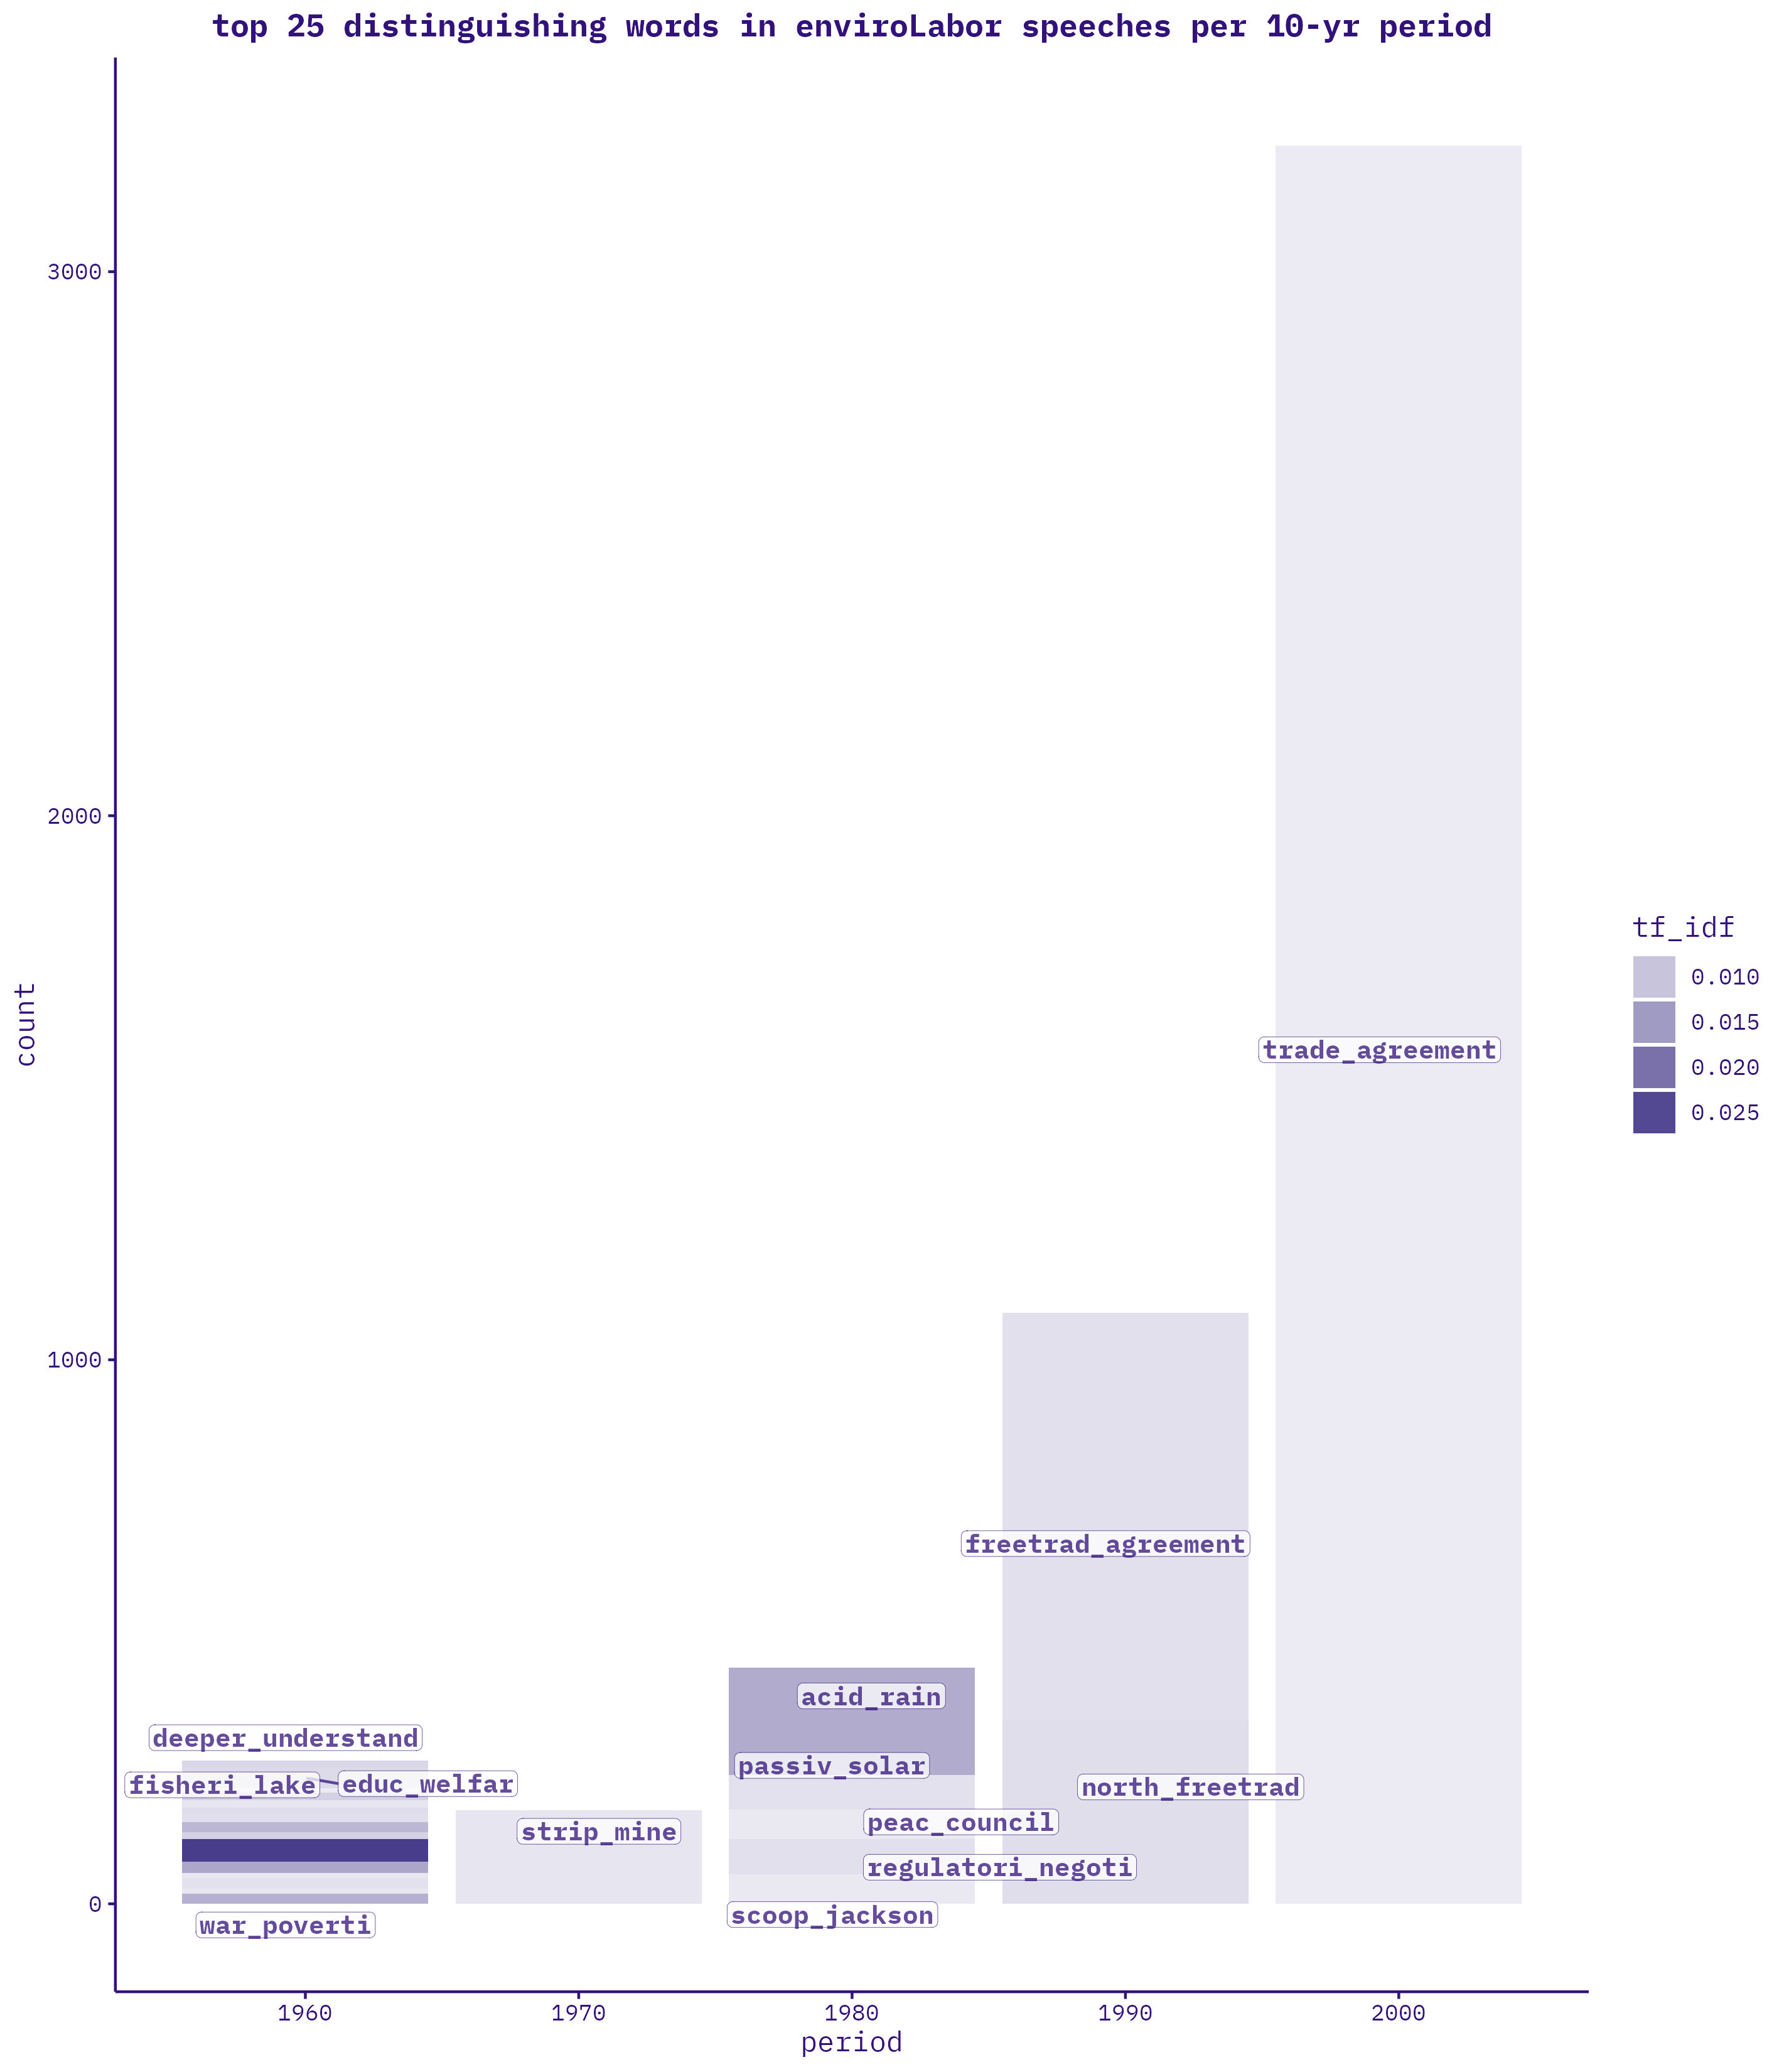 top 25 distinguishing words in enviroLabor speeches per 10-yr period
count
3000
2000
1000
0
trade_agreement
freetrad_agreement
acid_rain
deeper_understand
passiv_solar
fisheri_lake
educ_welfar
north_freetrad
strip_mine
peac_council
regulatori_negoti
scoop_jackson
war_poverti
1960 1970 1980 1990 2000
period
tf_idf
0.010
0.015
0.020
0.025